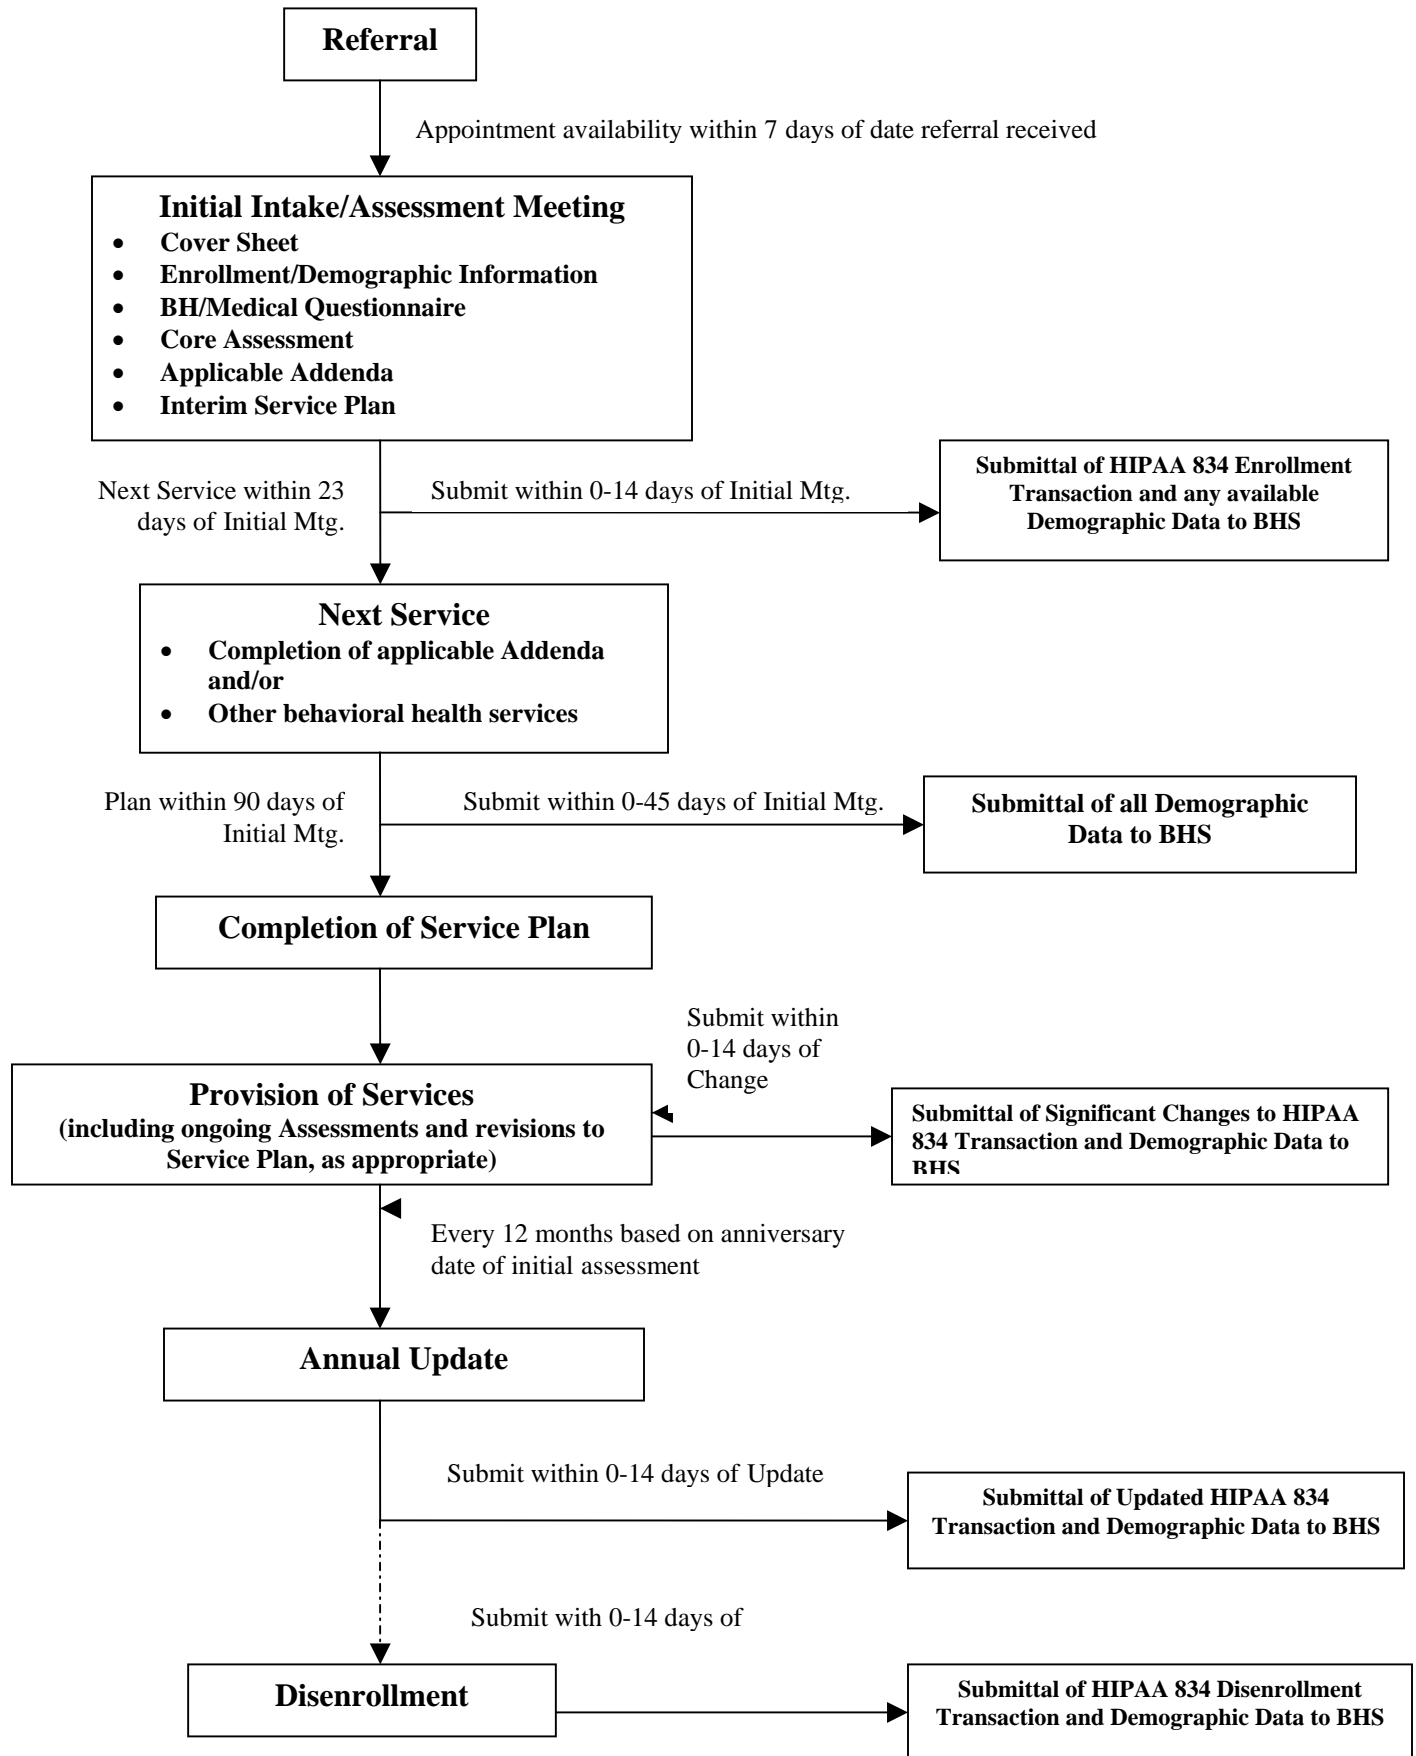 Referral
Appointment availability within 7 days of date referral received
Initial Intake/Assessment Meeting
• Cover Sheet
• Enrollment/Demographic Information
• BH/Medical Questionnaire
• Core Assessment
• Applicable Addenda
• Interim Service Plan
Next Service within 23
days of Initial Mtg.
Submit within 0-14 days of Initial Mtg.
Submittal of HIPAA 834 Enrollment
Transaction and any available
Demographic Data to BHS
Next Service
• Completion of applicable Addenda
and/or
• Other behavioral health services
Plan within 90 days of
Initial Mtg.
Submit within 0-45 days of Initial Mtg.
Submittal of all Demographic
Data to BHS
Completion of Service Plan
Submit within
0-14 days of
Change
Provision of Services
(including ongoing Assessments and revisions to
Service Plan, as appropriate)
Submittal of Significant Changes to HIPAA
834 Transaction and Demographic Data to
BHS
Every 12 months based on anniversary
date of initial assessment
Annual Update
Submit within 0-14 days of Update
Submittal of Updated HIPAA 834
Transaction and Demographic Data to BHS
Submit with 0-14 days of
Disenrollment
Submittal of HIPAA 834 Disenrollment
Transaction and Demographic Data to BHS